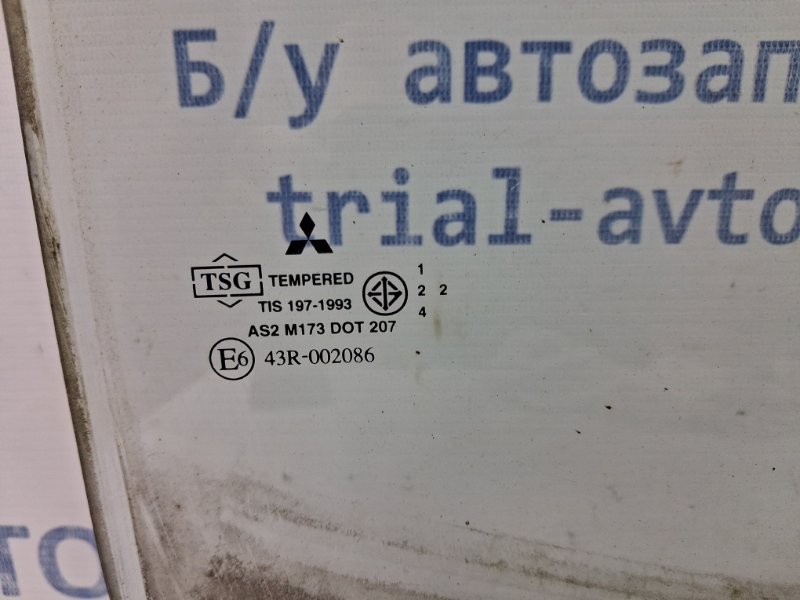 Б/у автозап
trial-avto
TSG TEMPERED
TIS 197-1993
1
2 2
4
AS2 M173 DOT 207
E6 43R-002086
то